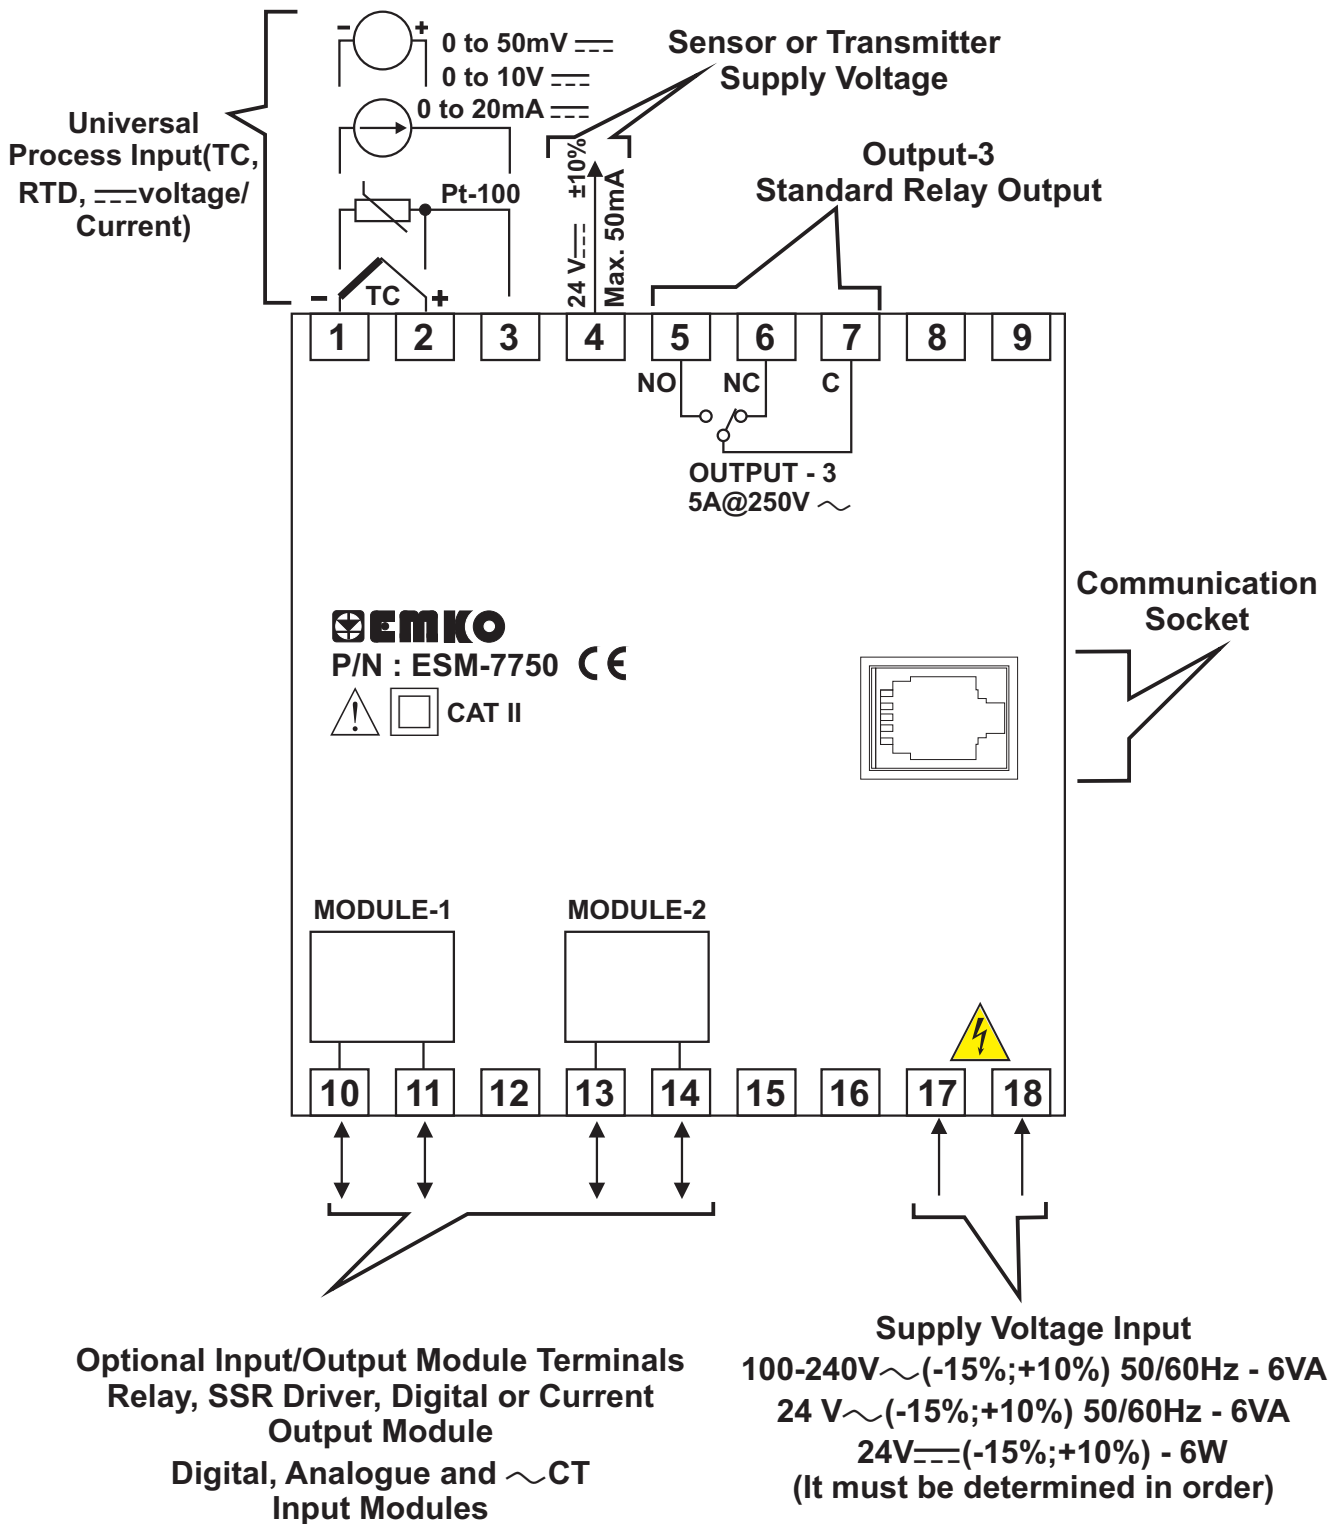 - +
0 to 50mV
0 to 10V
0 to 20mA
Sensor or Transmitter
Supply Voltage
Universal
Process Input(TC,
RTD, voltage/
Current)
Pt-100
- TC +
24 V ±10%
Max. 50mA
Output-3
Standard Relay Output
1 2 3 4 5 6 7 8 9
NO NC C
OUTPUT - 3
5A@250V ~
Communication
Socket
EMKO
P/N : ESM-7750 CE
! CAT II
MODULE-1 MODULE-2
10 11 12 13 14 15 16 17 18
Optional Input/Output Module Terminals
Relay, SSR Driver, Digital or Current
Output Module
Digital, Analogue and ~CT
Input Modules
Supply Voltage Input
100-240V~(-15%;+10%) 50/60Hz - 6VA
24 V~(-15%;+10%) 50/60Hz - 6VA
24V(-15%;+10%) - 6W
(It must be determined in order)